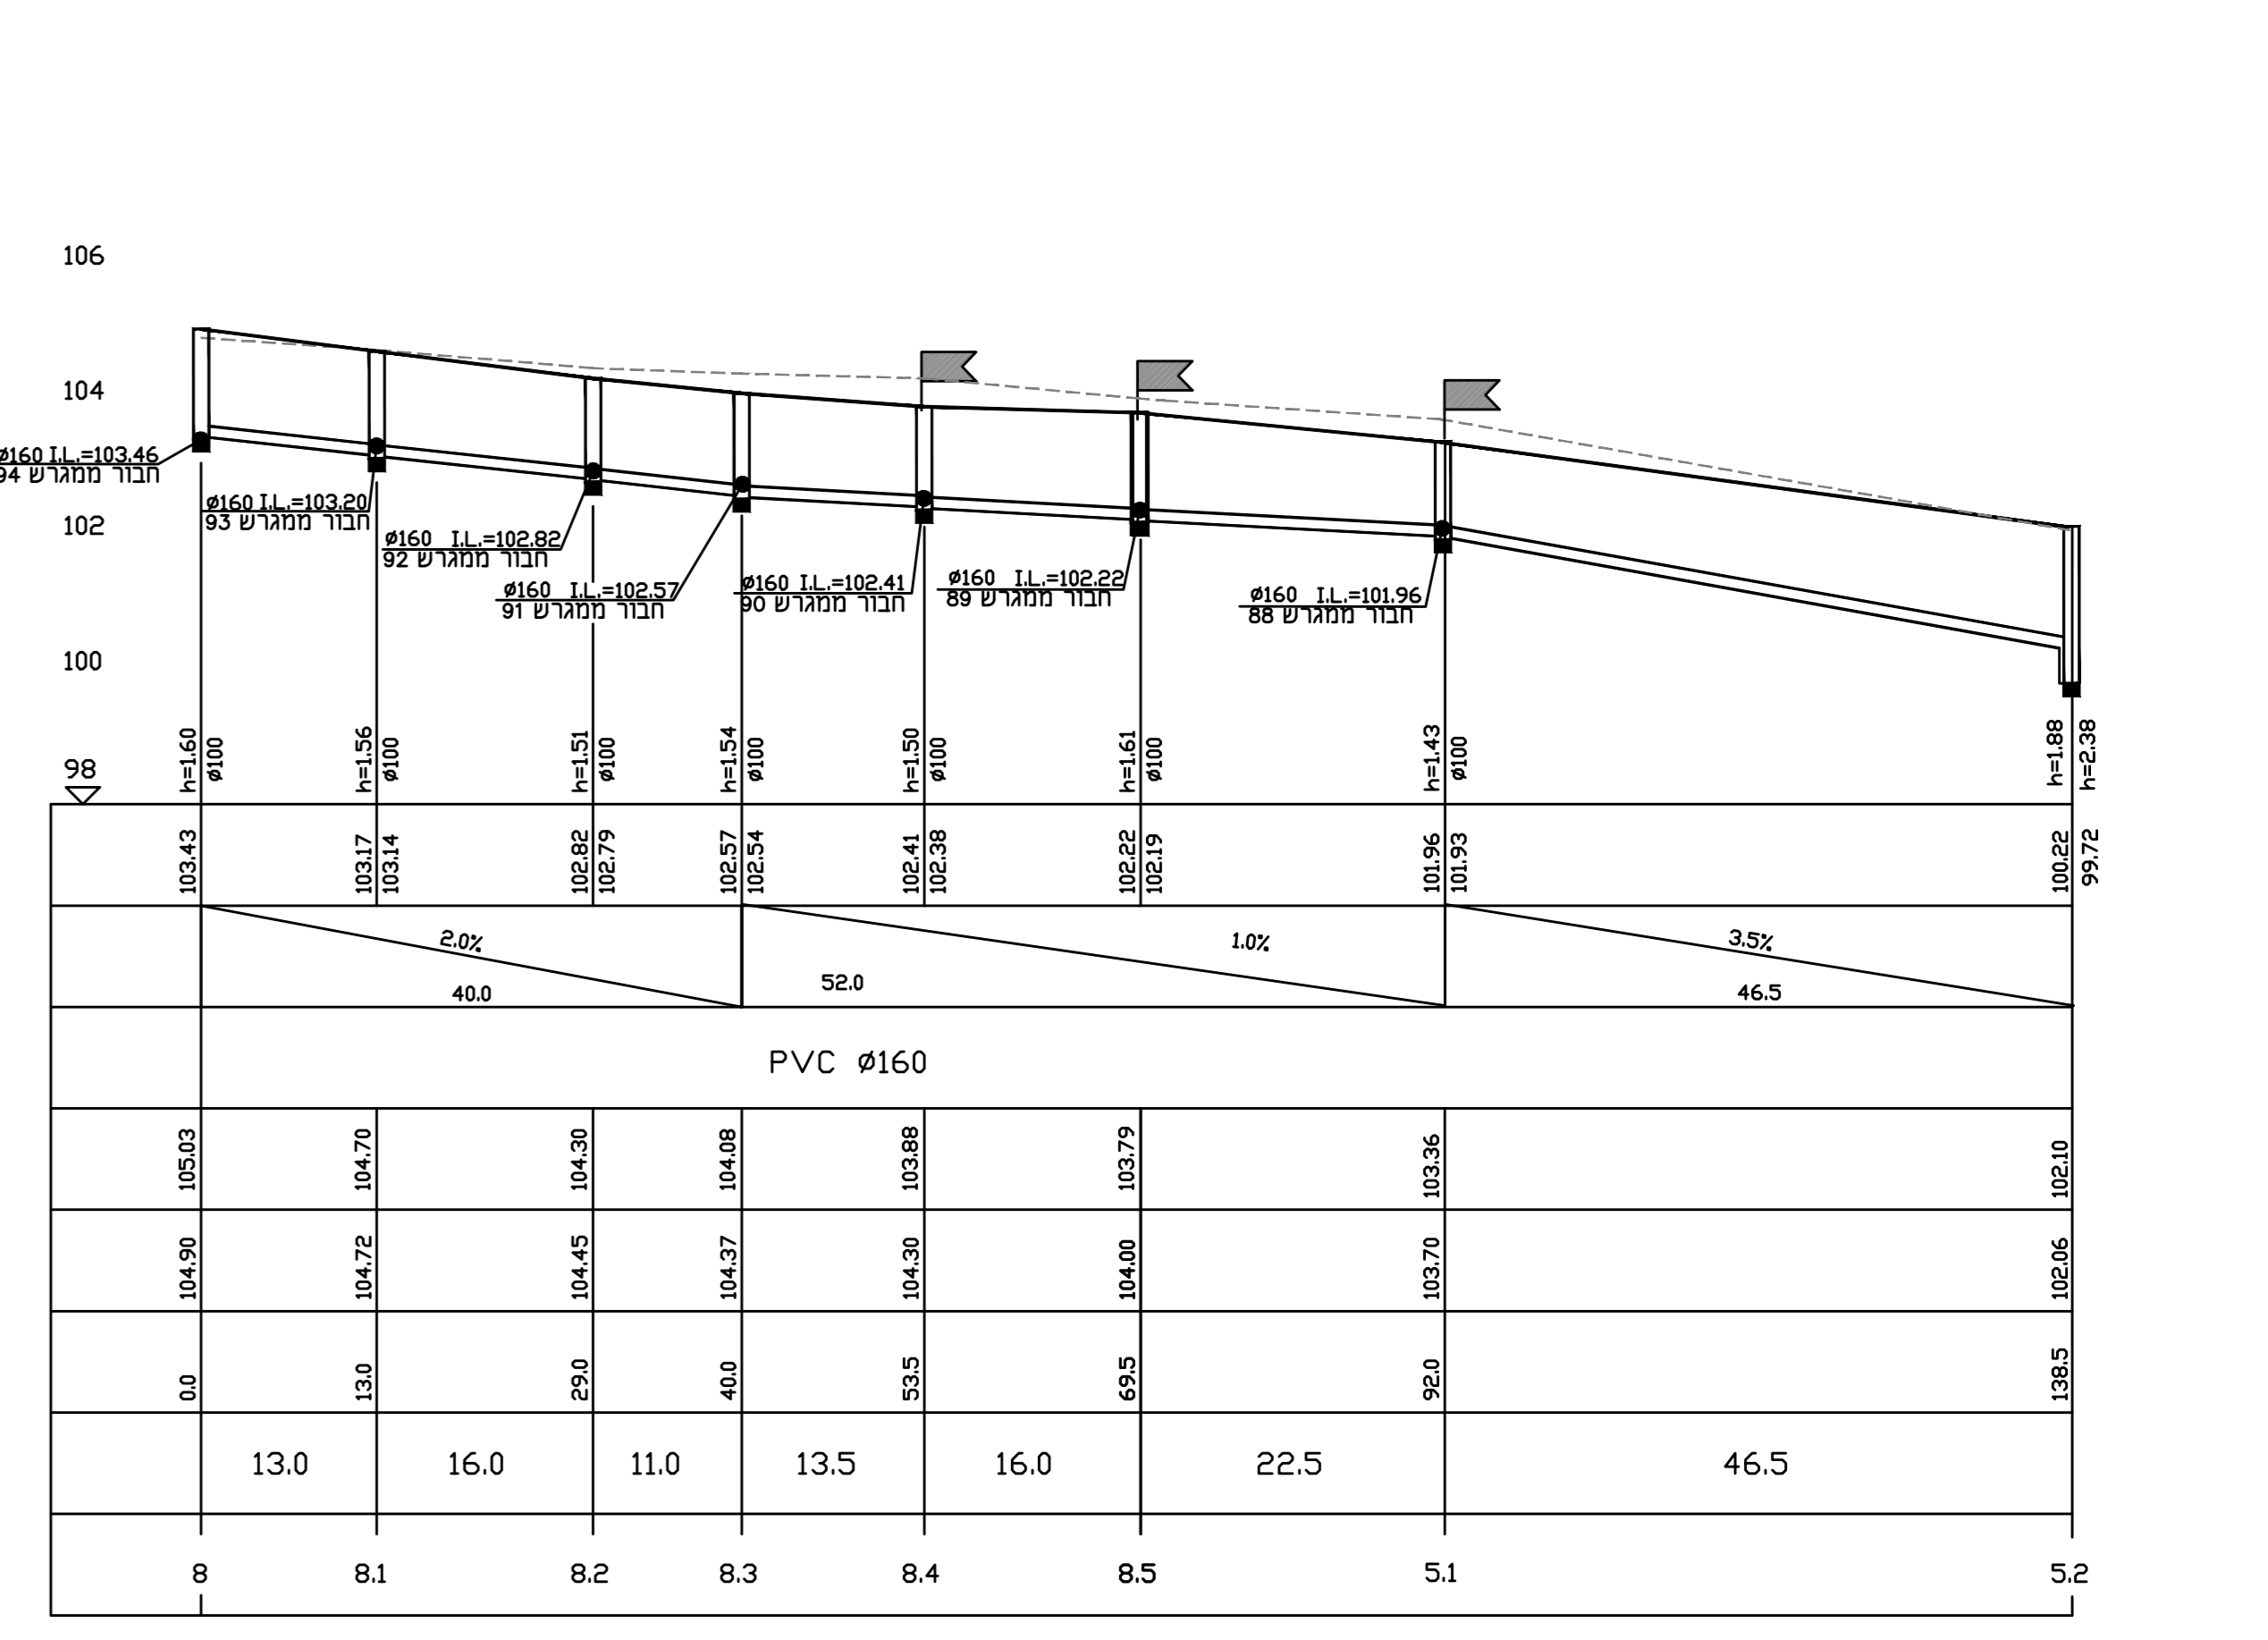 106
104
102
100
98
ø160 I.L.=103.46
חבור ממגרש 94
ø160 I.L.=103.20
חבור ממגרש 93
ø160 I.L.=102.82
חבור ממגרש 92
ø160 I.L.=102.57
חבור ממגרש 91
ø160 I.L.=102.41
חבור ממגרש 90
ø160 I.L.=102.22
חבור ממגרש 89
ø160 I.L.=101.96
חבור ממגרש 88
h=1.60
ø100
h=1.56
ø100
h=1.51
ø100
h=1.54
ø100
h=1.50
ø100
h=1.61
ø100
h=1.43
ø100
h=1.88
h=2.38
103.43
103.17
103.14
102.82
102.79
102.57
102.54
102.41
102.38
102.22
102.19
101.96
101.93
100.22
99.72
2.0%
40.0
1.0%
52.0
3.5%
46.5
PVC ø160
105.03
104.70
104.30
104.08
103.88
103.79
103.36
102.10
104.90
104.72
104.45
104.37
104.30
104.00
103.70
102.06
0.0
13.0
29.0
40.0
53.5
69.5
92.0
138.5
13.0
16.0
11.0
13.5
16.0
22.5
46.5
8
8.1
8.2
8.3
8.4
8.5
5.1
5.2